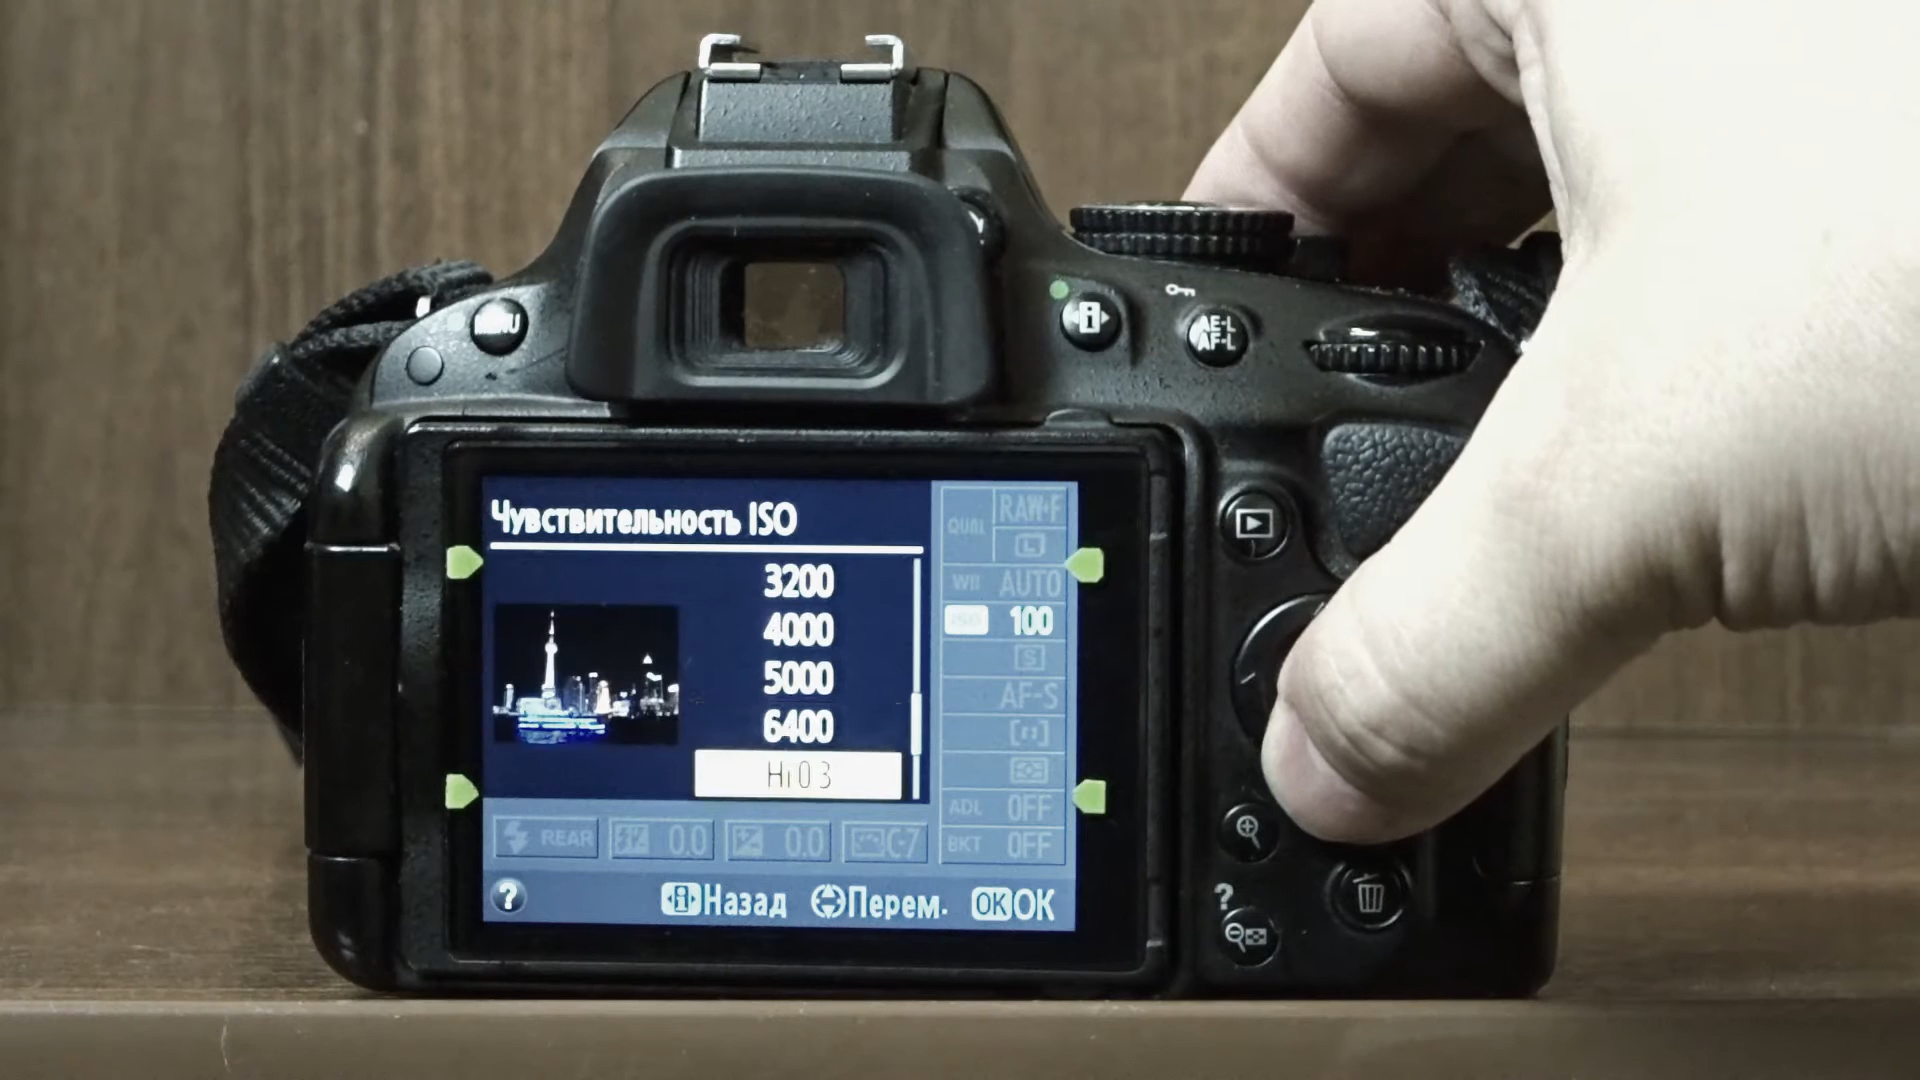 MENU
i
AE-L
AF-L
Чувствительность ISO
3200
4000
5000
6400
Hi 0.3
QUAL RAW+F
L
WB AUTO
ISO 100
S
AF-S
ADL OFF
BKT OFF
REAR
0.0
0.0
? i Назад Перем. OK OK
?